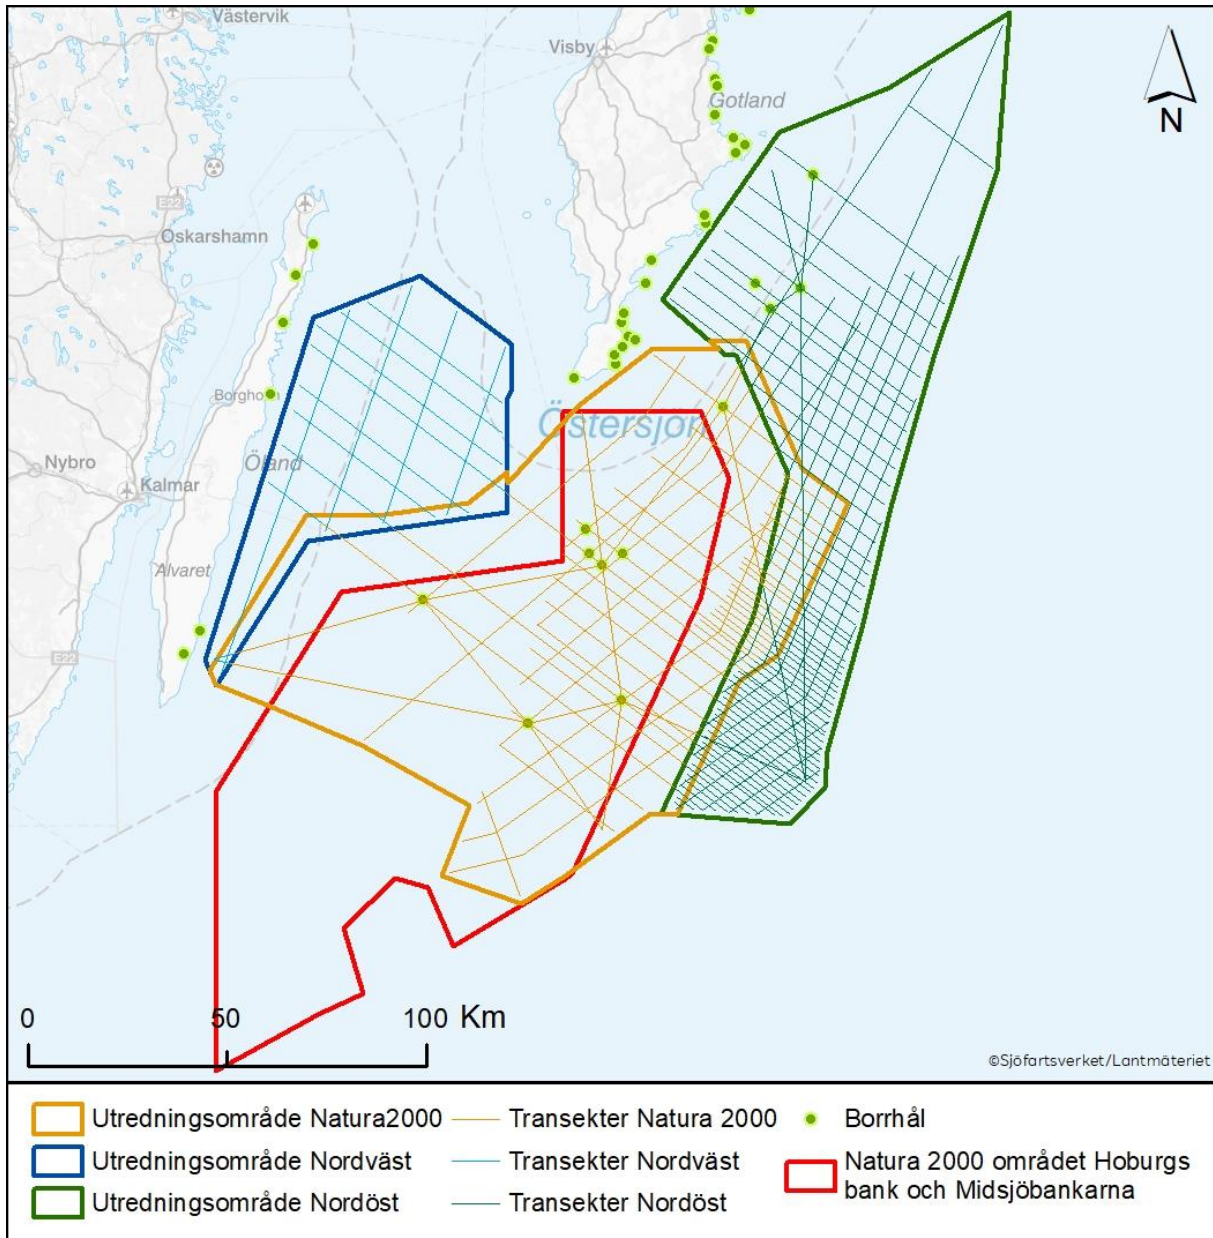 Västervik
Visby
Gotland
N
E22
Oskarshamn
Borgho m
Östersjön
Nybro
Öland
Kalmar
Alvaret
E22
0 50 100 Km
©Sjöfartsverket/Lantmäteriet
Utredningsområde Natura2000
Transekter Natura 2000
Borrhål
Utredningsområde Nordväst
Transekter Nordväst
Natura 2000 området Hoburgs
bank och Midsjöbankarna
Utredningsområde Nordöst
Transekter Nordöst